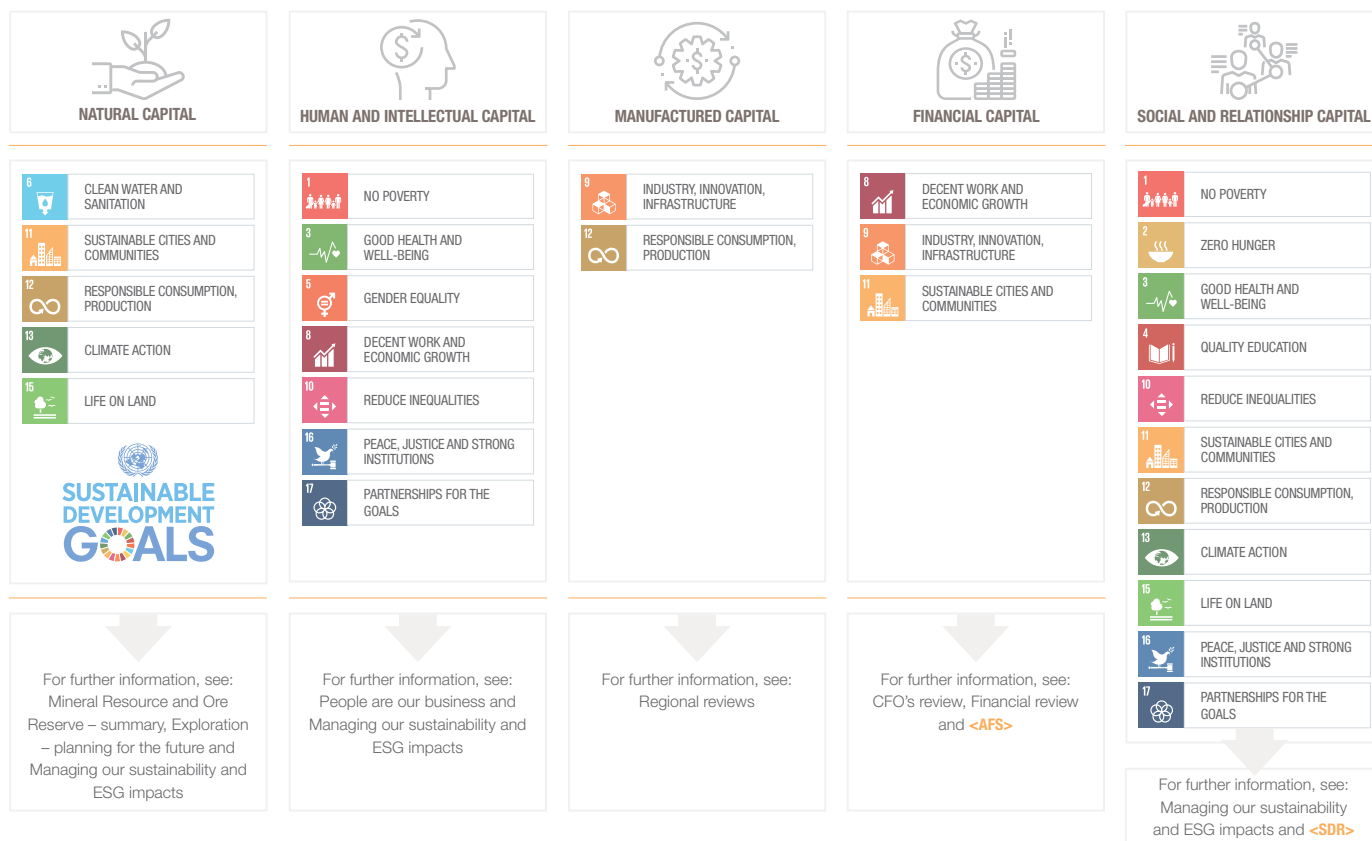 NATURAL CAPITAL
6
CLEAN WATER AND
SANITATION
11
SUSTAINABLE CITIES AND
COMMUNITIES
12
RESPONSIBLE CONSUMPTION,
PRODUCTION
13
CLIMATE ACTION
15
LIFE ON LAND
SUSTAINABLE
DEVELOPMENT
GOALS
For further information, see:
Mineral Resource and Ore
Reserve – summary, Exploration
– planning for the future and
Managing our sustainability and
ESG impacts
HUMAN AND INTELLECTUAL CAPITAL
1
NO POVERTY
3
GOOD HEALTH AND
WELL-BEING
5
GENDER EQUALITY
8
DECENT WORK AND
ECONOMIC GROWTH
10
REDUCE INEQUALITIES
16
PEACE, JUSTICE AND STRONG
INSTITUTIONS
17
PARTNERSHIPS FOR THE
GOALS
For further information, see:
People are our business and
Managing our sustainability and
ESG impacts
MANUFACTURED CAPITAL
9
INDUSTRY, INNOVATION,
INFRASTRUCTURE
12
RESPONSIBLE CONSUMPTION,
PRODUCTION
For further information, see:
Regional reviews
FINANCIAL CAPITAL
8
DECENT WORK AND
ECONOMIC GROWTH
9
INDUSTRY, INNOVATION,
INFRASTRUCTURE
11
SUSTAINABLE CITIES AND
COMMUNITIES
For further information, see:
CFO’s review, Financial review
and <AFS>
SOCIAL AND RELATIONSHIP CAPITAL
1
NO POVERTY
2
ZERO HUNGER
3
GOOD HEALTH AND
WELL-BEING
4
QUALITY EDUCATION
10
REDUCE INEQUALITIES
11
SUSTAINABLE CITIES AND
COMMUNITIES
12
RESPONSIBLE CONSUMPTION,
PRODUCTION
13
CLIMATE ACTION
15
LIFE ON LAND
16
PEACE, JUSTICE AND STRONG
INSTITUTIONS
17
PARTNERSHIPS FOR THE
GOALS
For further information, see:
Managing our sustainability
and ESG impacts and <SDR>